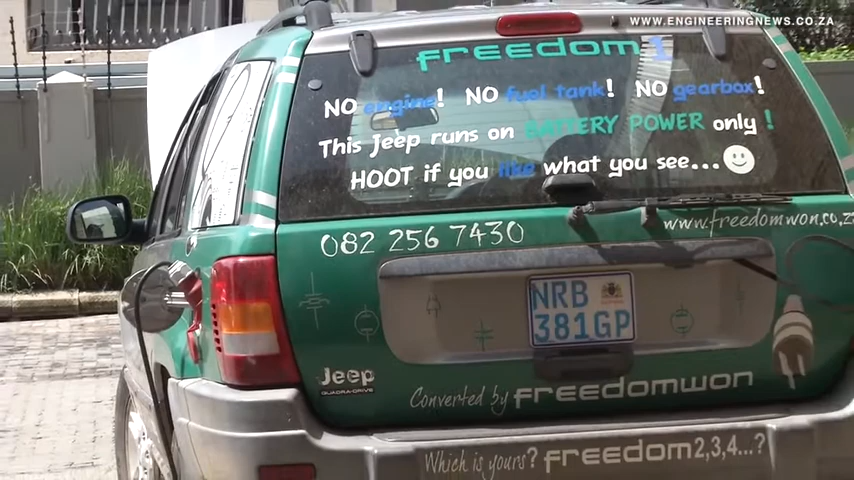 WWW.ENGINEERINGNEWS.CO.ZA
freedom1
NO engine! NO fuel tank! NO gearbox!
This jeep runs on BATTERY POWER only!
HOOT if you like what you see...
082 256 7430
www.freedomwon.co.za
NRB
381GP
Jeep
QUADRA-DRIVE
Converted by freedomwon
Which is yours? freedom2,3,4...?